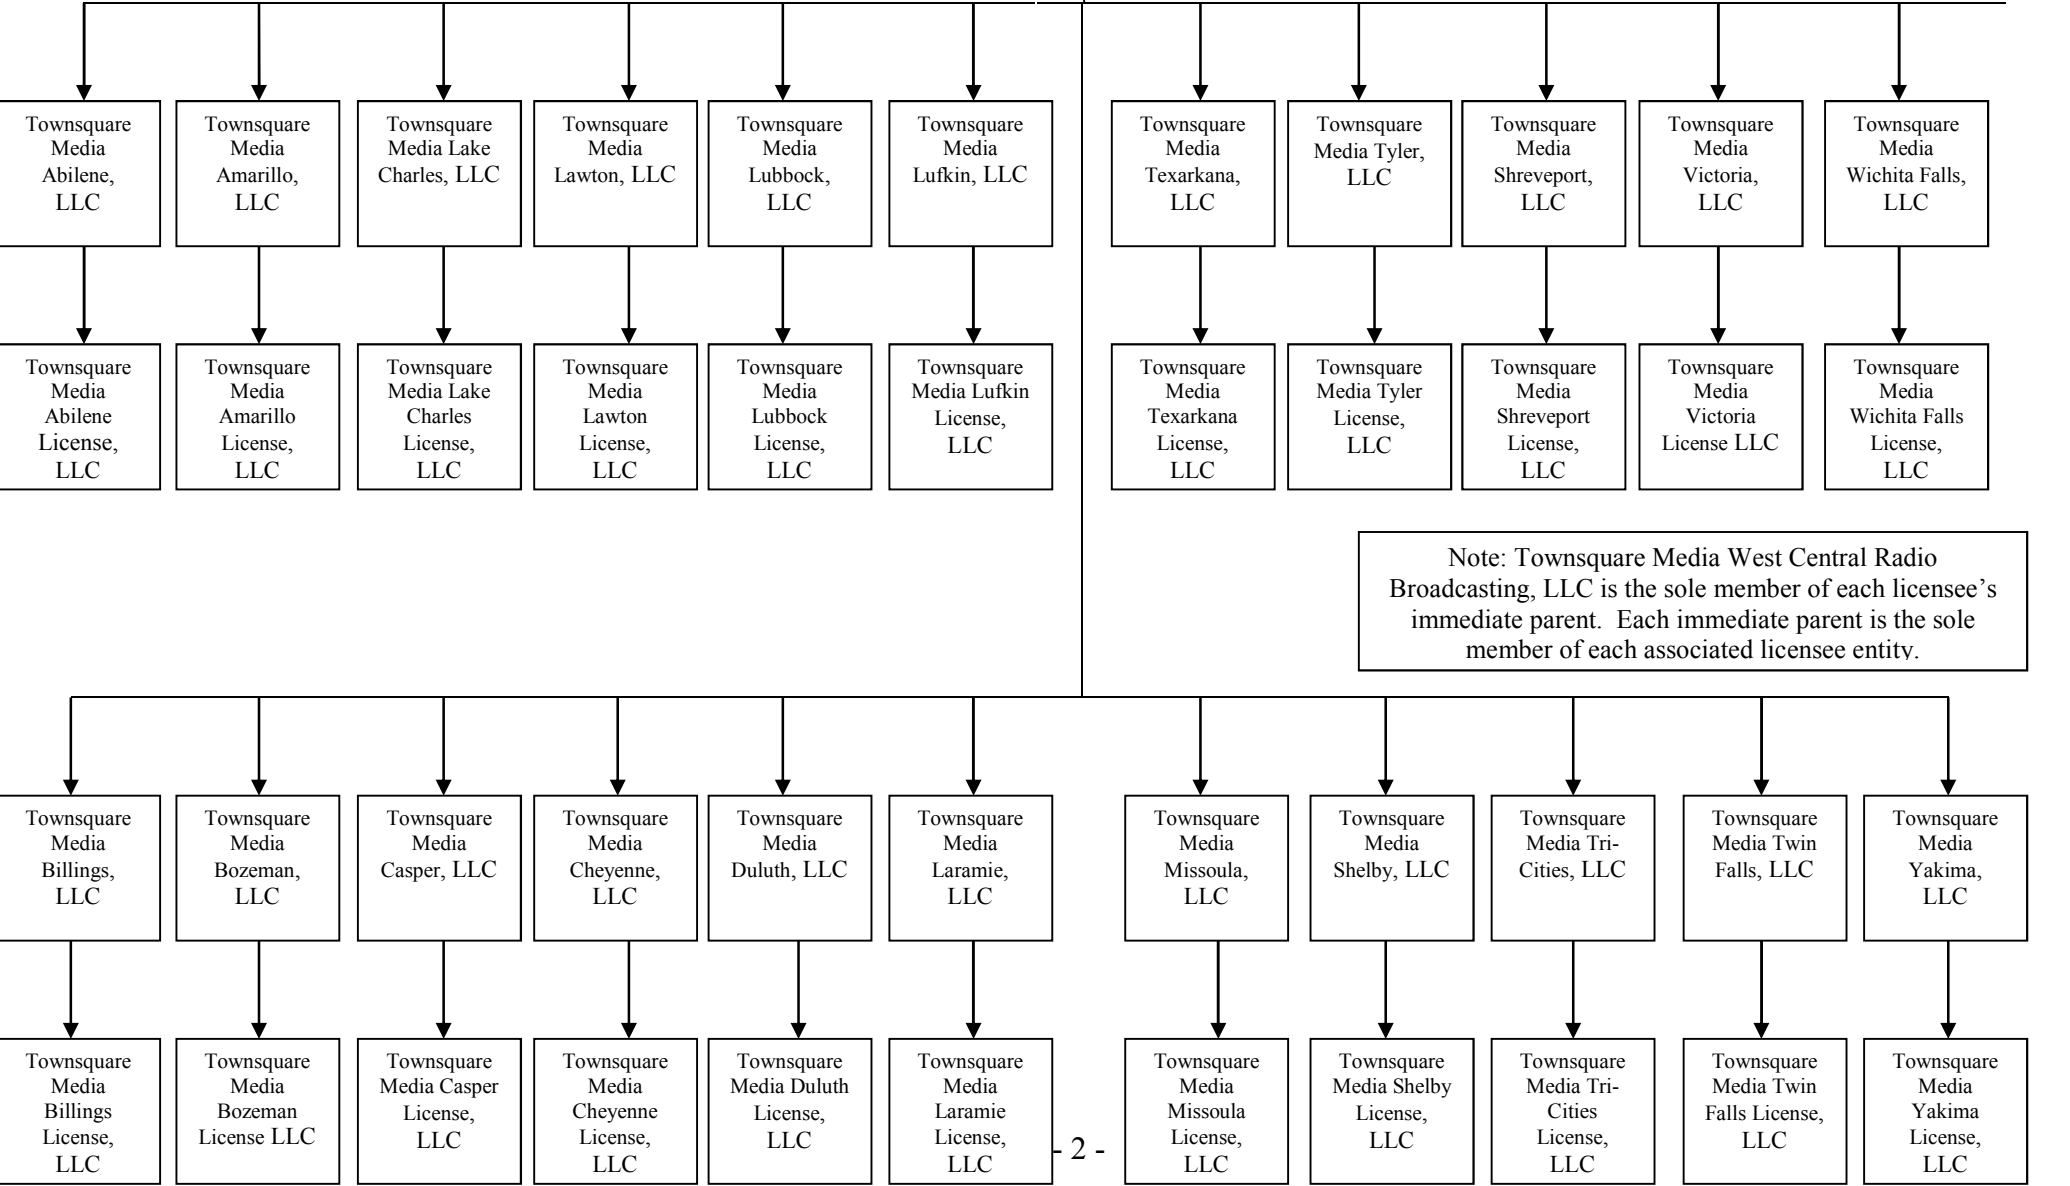 Townsquare
Media
Abilene,
LLC
Townsquare
Media
Amarillo,
LLC
Townsquare
Media Lake
Charles, LLC
Townsquare
Media
Lawton, LLC
Townsquare
Media
Lubbock,
LLC
Townsquare
Media
Lufkin, LLC
Townsquare
Media
Texarkana,
LLC
Townsquare
Media Tyler,
LLC
Townsquare
Media
Shreveport,
LLC
Townsquare
Media
Victoria,
LLC
Townsquare
Media
Wichita Falls,
LLC
Townsquare
Media
Abilene
License,
LLC
Townsquare
Media
Amarillo
License,
LLC
Townsquare
Media Lake
Charles
License,
LLC
Townsquare
Media
Lawton
License,
LLC
Townsquare
Media
Lubbock
License,
LLC
Townsquare
Media Lufkin
License,
LLC
Townsquare
Media
Texarkana
License,
LLC
Townsquare
Media Tyler
License,
LLC
Townsquare
Media
Shreveport
License,
LLC
Townsquare
Media
Victoria
License LLC
Townsquare
Media
Wichita Falls
License,
LLC
Note: Townsquare Media West Central Radio
Broadcasting, LLC is the sole member of each licensee’s
immediate parent.  Each immediate parent is the sole
member of each associated licensee entity.
Townsquare
Media
Billings,
LLC
Townsquare
Media
Bozeman,
LLC
Townsquare
Media
Casper, LLC
Townsquare
Media
Cheyenne,
LLC
Townsquare
Media
Duluth, LLC
Townsquare
Media
Laramie,
LLC
Townsquare
Media
Missoula,
LLC
Townsquare
Media
Shelby, LLC
Townsquare
Media Tri-
Cities, LLC
Townsquare
Media Twin
Falls, LLC
Townsquare
Media
Yakima,
LLC
Townsquare
Media
Billings
License,
LLC
Townsquare
Media
Bozeman
License LLC
Townsquare
Media Casper
License,
LLC
Townsquare
Media
Cheyenne
License,
LLC
Townsquare
Media Duluth
License,
LLC
Townsquare
Media
Laramie
License,
LLC
Townsquare
Media
Missoula
License,
LLC
Townsquare
Media Shelby
License,
LLC
Townsquare
Media Tri-
Cities
License,
LLC
Townsquare
Media Twin
Falls License,
LLC
Townsquare
Media
Yakima
License,
LLC
- 2 -